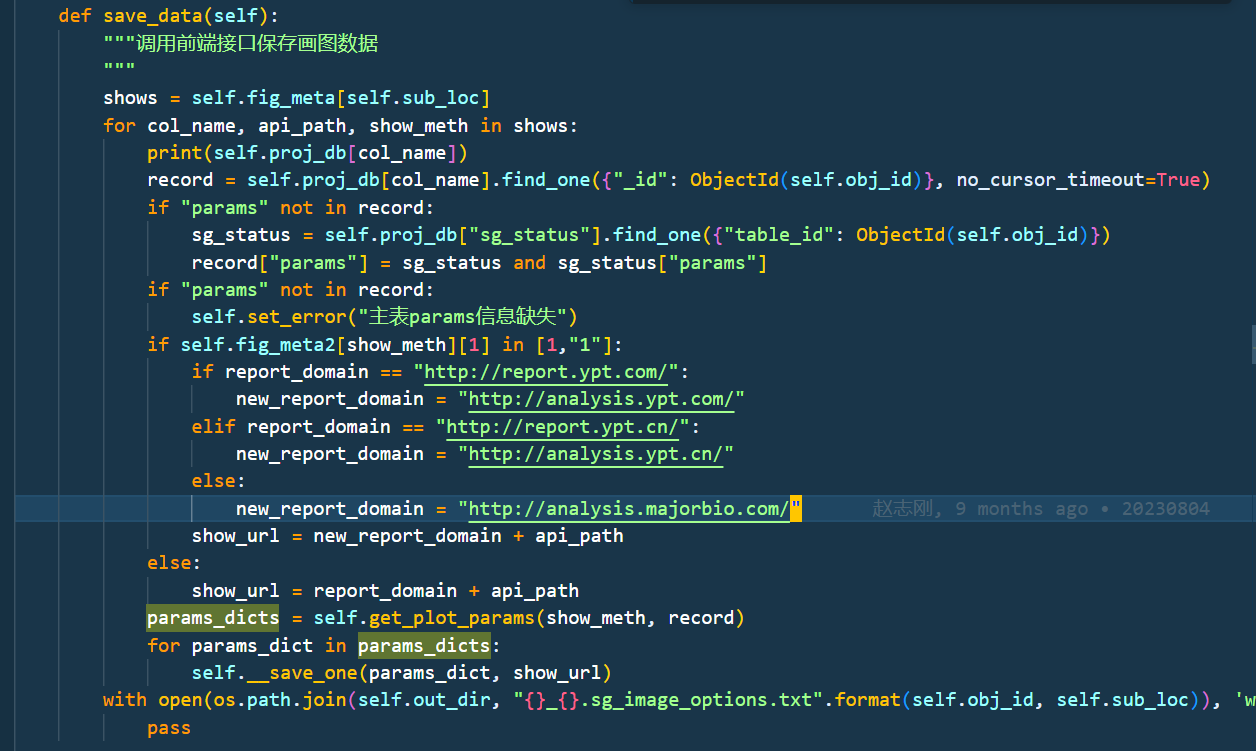 def save_data(self):
"""调用前端接口保存画图数据
"""
shows = self.fig_meta[self.sub_loc]
for col_name, api_path, show_meth in shows:
print(self.proj_db[col_name])
record = self.proj_db[col_name].find_one({"_id": ObjectId(self.obj_id)}, no_cursor_timeout=True)
if "params" not in record:
sg_status = self.proj_db["sg_status"].find_one({"table_id": ObjectId(self.obj_id)})
record["params"] = sg_status and sg_status["params"]
if "params" not in record:
self.set_error("主表params信息缺失")
if self.fig_meta2[show_meth][1] in [1,"1"]:
if report_domain == "http://report.ypt.com/":
new_report_domain = "http://analysis.ypt.com/"
elif report_domain == "http://report.ypt.cn/":
new_report_domain = "http://analysis.ypt.cn/"
else:
new_report_domain = "http://analysis.majorbio.com/" 赵志刚, 9 months ago • 20230804
show_url = new_report_domain + api_path
else:
show_url = report_domain + api_path
params_dicts = self.get_plot_params(show_meth, record)
for params_dict in params_dicts:
self.__save_one(params_dict, show_url)
with open(os.path.join(self.out_dir, "{}_{}.sg_image_options.txt".format(self.obj_id, self.sub_loc)), 'w
pass